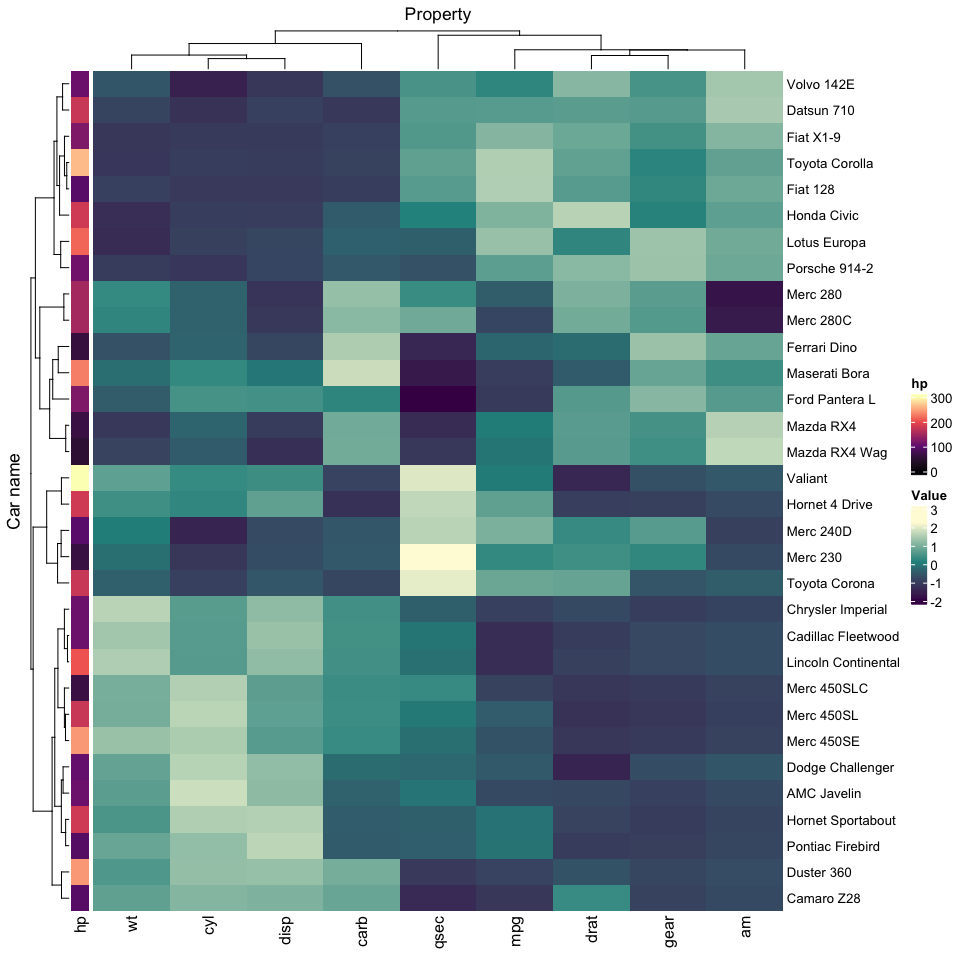 Property
Car name
Volvo 142E
Datsun 710
Fiat X1-9
Toyota Corolla
Fiat 128
Honda Civic
Lotus Europa
Porsche 914-2
Merc 280
Merc 280C
Ferrari Dino
Maserati Bora
Ford Pantera L
Mazda RX4
Mazda RX4 Wag
Valiant
Hornet 4 Drive
Merc 240D
Merc 230
Toyota Corona
Chrysler Imperial
Cadillac Fleetwood
Lincoln Continental
Merc 450SLC
Merc 450SL
Merc 450SE
Dodge Challenger
AMC Javelin
Hornet Sportabout
Pontiac Firebird
Duster 360
Camaro Z28
hp
wt
cyl
disp
carb
qsec
mpg
drat
gear
am
hp
300
200
100
0
Value
3
2
1
0
-1
-2